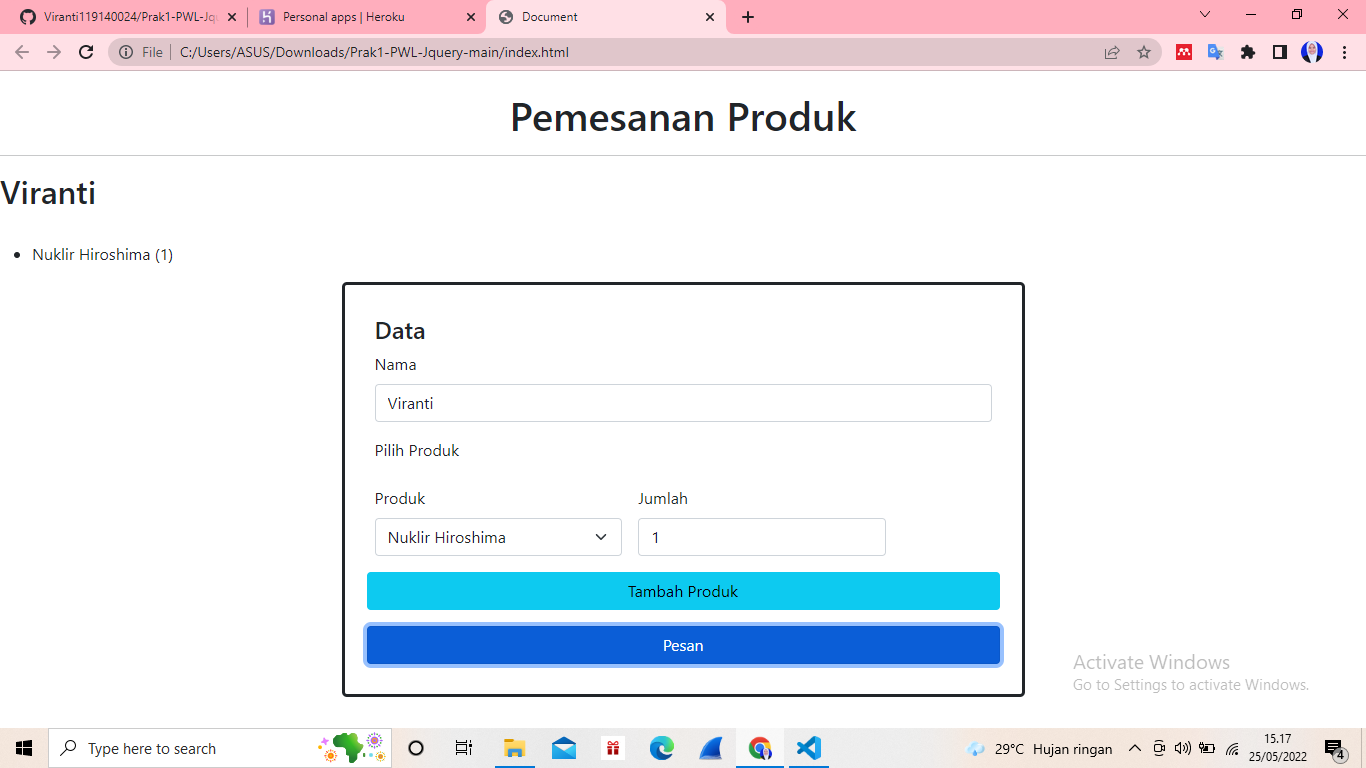 Viranti119140024/Prak1-PWL-Jqu
Personal apps | Heroku
Document
File
C:/Users/ASUS/Downloads/Prak1-PWL-Jquery-main/index.html
Pemesanan Produk
Viranti
Nuklir Hiroshima (1)
Data
Nama
Viranti
Pilih Produk
Produk Jumlah
Nuklir Hiroshima 1
Tambah Produk
Pesan
Activate Windows
Go to Settings to activate Windows.
Type here to search
29°C Hujan ringan
15.17
25/05/2022
4